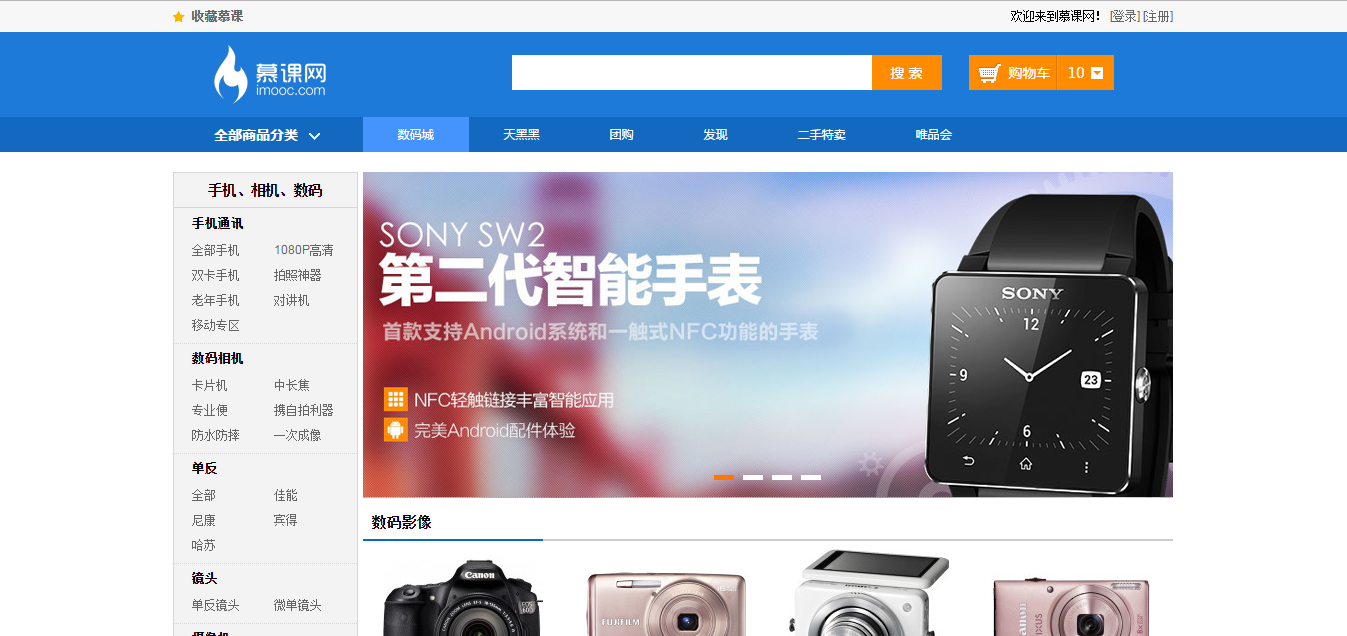 收藏慕课
欢迎来到慕课网! [登录] [注册]
慕课网
imooc.com
搜 索
购物车 10
全部商品分类 数码城 天黑黑 团购 发现 二手特卖 唯品会
手机、相机、数码
手机通讯
全部手机 1080P高清
双卡手机 拍照神器
老年手机 对讲机
移动专区
数码相机
卡片机 中长焦
专业便 携自拍利器
防水防摔 一次成像
单反
全部 佳能
尼康 宾得
哈苏
镜头
单反镜头 微单镜头
SONY SW2
第二代智能手表
首款支持Android系统和一触式NFC功能的手表
NFC轻触链接丰富智能应用
完美Android配件体验
SONY
12
9
23
6
数码影像
Canon
EOS
60D
FUJIFILM
Canon
IXUS